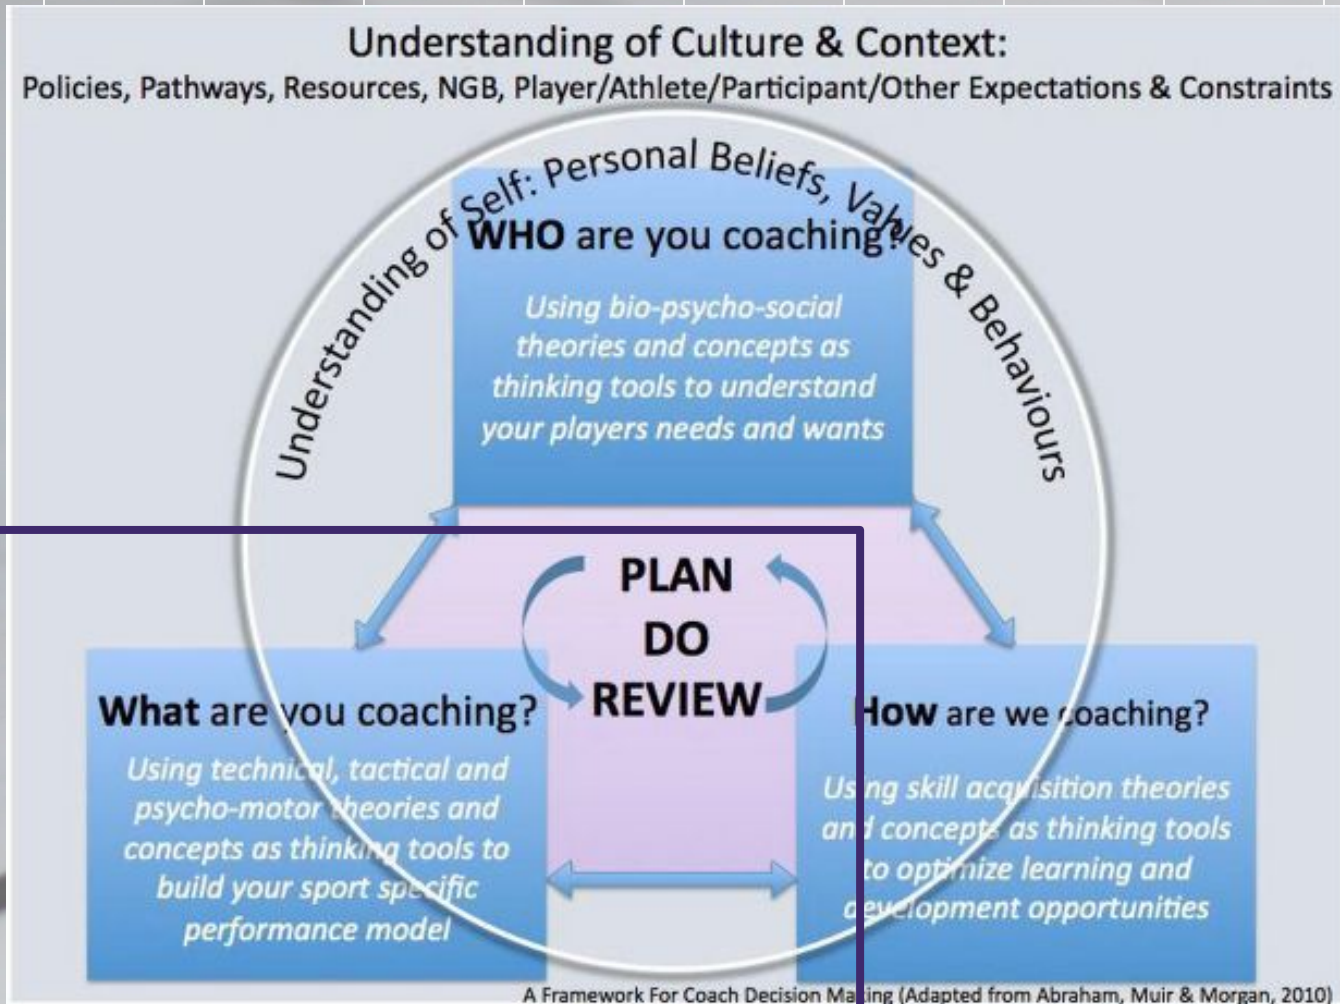 Understanding of Culture & Context:
Policies, Pathways, Resources, NGB, Player/Athlete/Participant/Other Expectations & Constraints
Understanding of Self: Personal Beliefs, Values & Behaviours
WHO are you coaching?
Using bio-psycho-social
theories and concepts as
thinking tools to understand
your players needs and wants
PLAN
DO
REVIEW
What are you coaching?
Using technical, tactical and
psycho-motor theories and
concepts as thinking tools to
build your sport specific
performance model
How are we coaching?
Using skill acquisition theories
and concepts as thinking tools
to optimize learning and
development opportunities
A Framework For Coach Decision Making (Adapted from Abraham, Muir & Morgan, 2010)